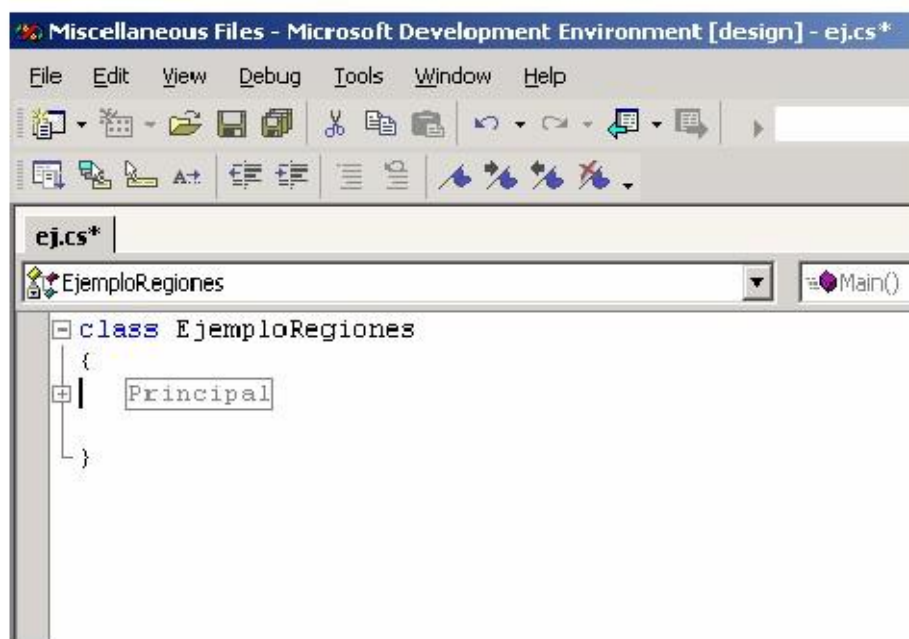 Miscellaneous Files - Microsoft Development Environment [design] - ej.cs*
File Edit View Debug Tools Window Help
ej.cs*
EjemploRegiones Main()
class EjemploRegiones
{
Principal
}